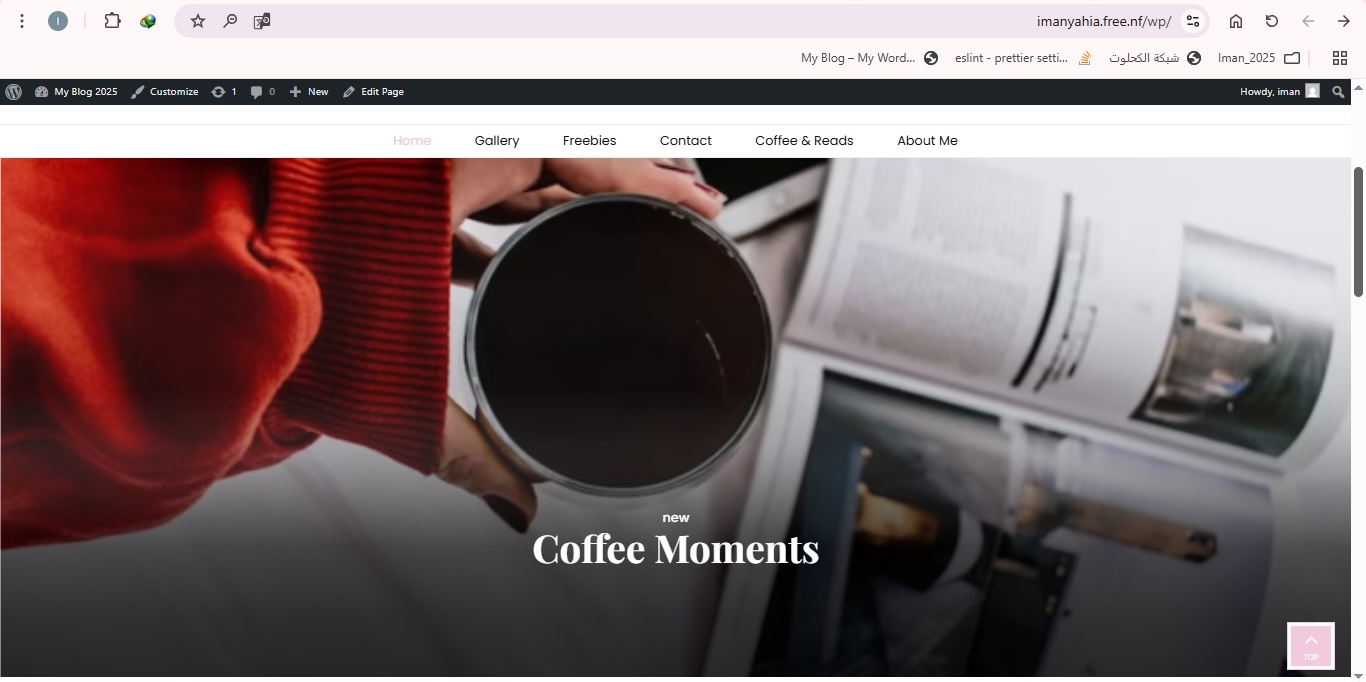 imanyahia.free.nf/wp/
My Blog – My Word...
eslint - prettier setti...
شبكة الكحلوت
Iman_2025
My Blog 2025
Customize
1
0
New
Edit Page
Howdy, iman
Home
Gallery
Freebies
Contact
Coffee & Reads
About Me
new
Coffee Moments
TOP